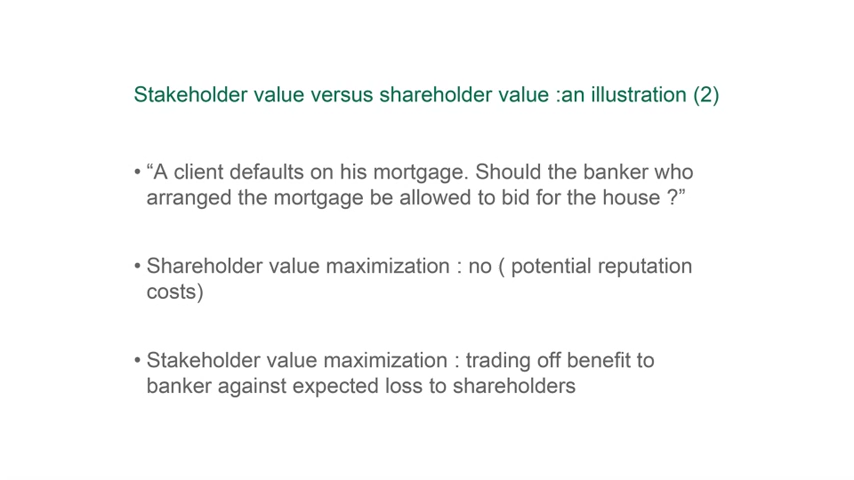 Stakeholder value versus shareholder value :an illustration (2)
• “A client defaults on his mortgage. Should the banker who
arranged the mortgage be allowed to bid for the house ?”
• Shareholder value maximization : no ( potential reputation
costs)
• Stakeholder value maximization : trading off benefit to
banker against expected loss to shareholders